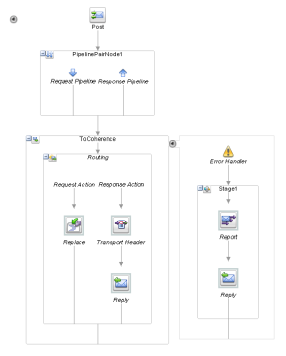 Post
PipelinePairNode1
Request Pipeline Response Pipeline
ToCoherence
Routing
Request Action Response Action
Replace Transport Header
Reply
Error Handler
Stage1
Report
Reply